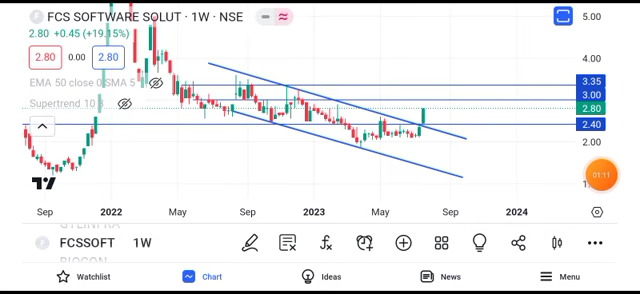 FCS SOFTWARE SOLUT · 1W · NSE
5.00
2.80 +0.45 (+19.15%)
2.80 0.00 2.80
4.00
EMA 50 close 0 SMA 5
3.35
Supertrend 10 3
3.00
2.80
2.40
2.00
01:11
Sep 2022 May Sep 2023 May Sep 2024
FCSSOFT 1W
Watchlist Chart Ideas News Menu